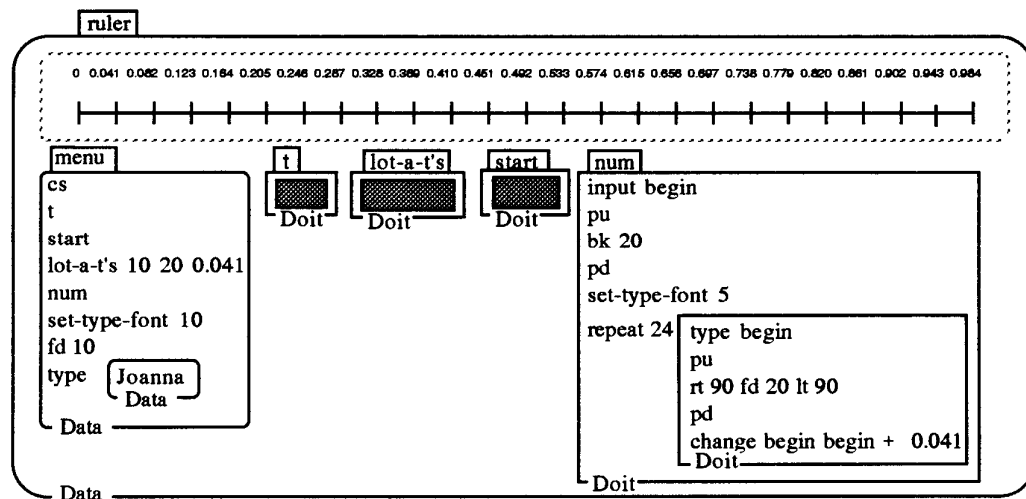 ruler
0 0.041 0.082 0.123 0.164 0.205 0.246 0.287 0.328 0.369 0.410 0.451 0.492 0.533 0.574 0.615 0.656 0.697 0.738 0.779 0.820 0.861 0.902 0.943 0.984
menu
cs
t
start
lot-a-t's 10 20 0.041
num
set-type-font 10
fd 10
type Joanna
Data
Data
t
Doit
lot-a-t's
Doit
start
Doit
num
input begin
pu
bk 20
pd
set-type-font 5
repeat 24 type begin
pu
rt 90 fd 20 lt 90
pd
change begin begin + 0.041
Doit
Doit
Data